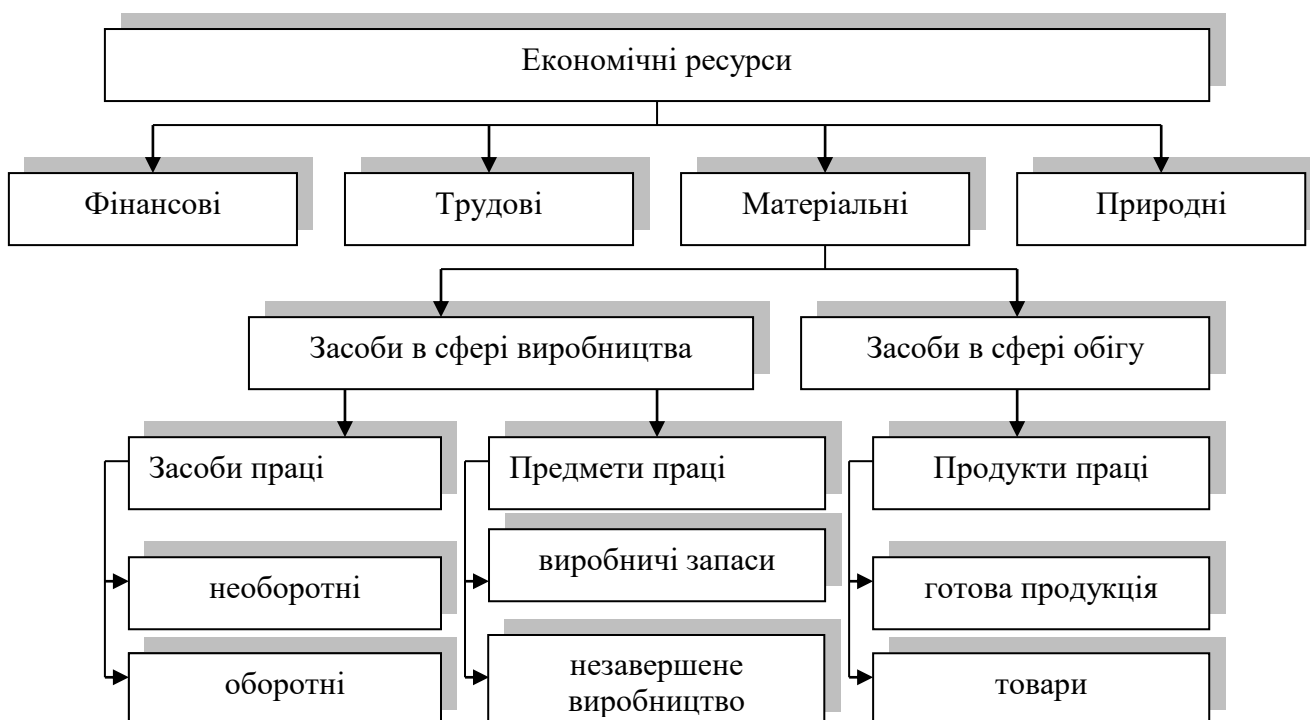 Економічні ресурси
Фінансові
Трудові
Матеріальні
Природні
Засоби в сфері виробництва
Засоби в сфері обігу
Засоби праці
Предмети праці
Продукти праці
необоротні
виробничі запаси
готова продукція
оборотні
незавершене
виробництво
товари